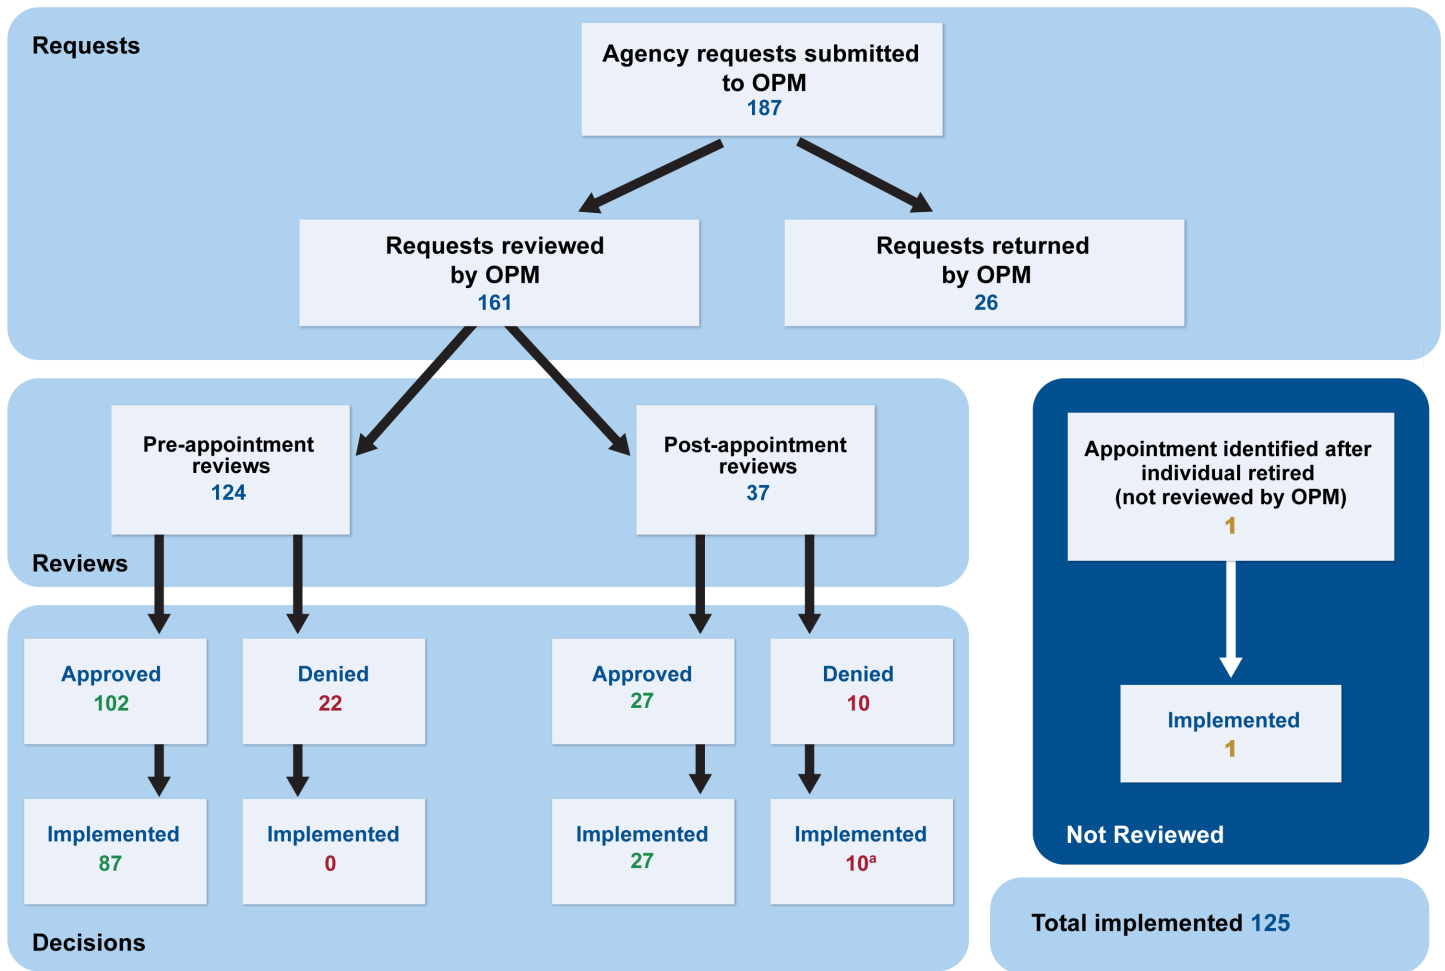 Requests
Agency requests submitted
to OPM
187
Requests reviewed
by OPM
161
Requests returned
by OPM
26
Pre-appointment
reviews
124
Post-appointment
reviews
37
Reviews
Appointment identified after
individual retired
(not reviewed by OPM)
1
Approved
102
Denied
22
Approved
27
Denied
10
Implemented
1
Implemented
87
Implemented
0
Implemented
27
Implemented
10ª
Not Reviewed
Decisions
Total implemented 125